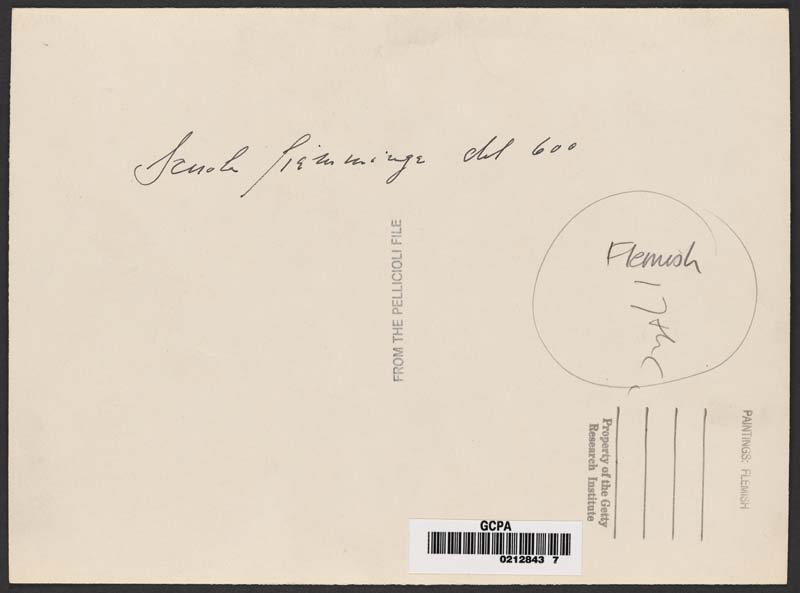 Scuola fiamminga del 600
FROM THE PELLICIOLI FILE
Flemish
17thC.
Property of the Getty
Research Institute
PAINTINGS: FLEMISH
GCPA
0212843 7